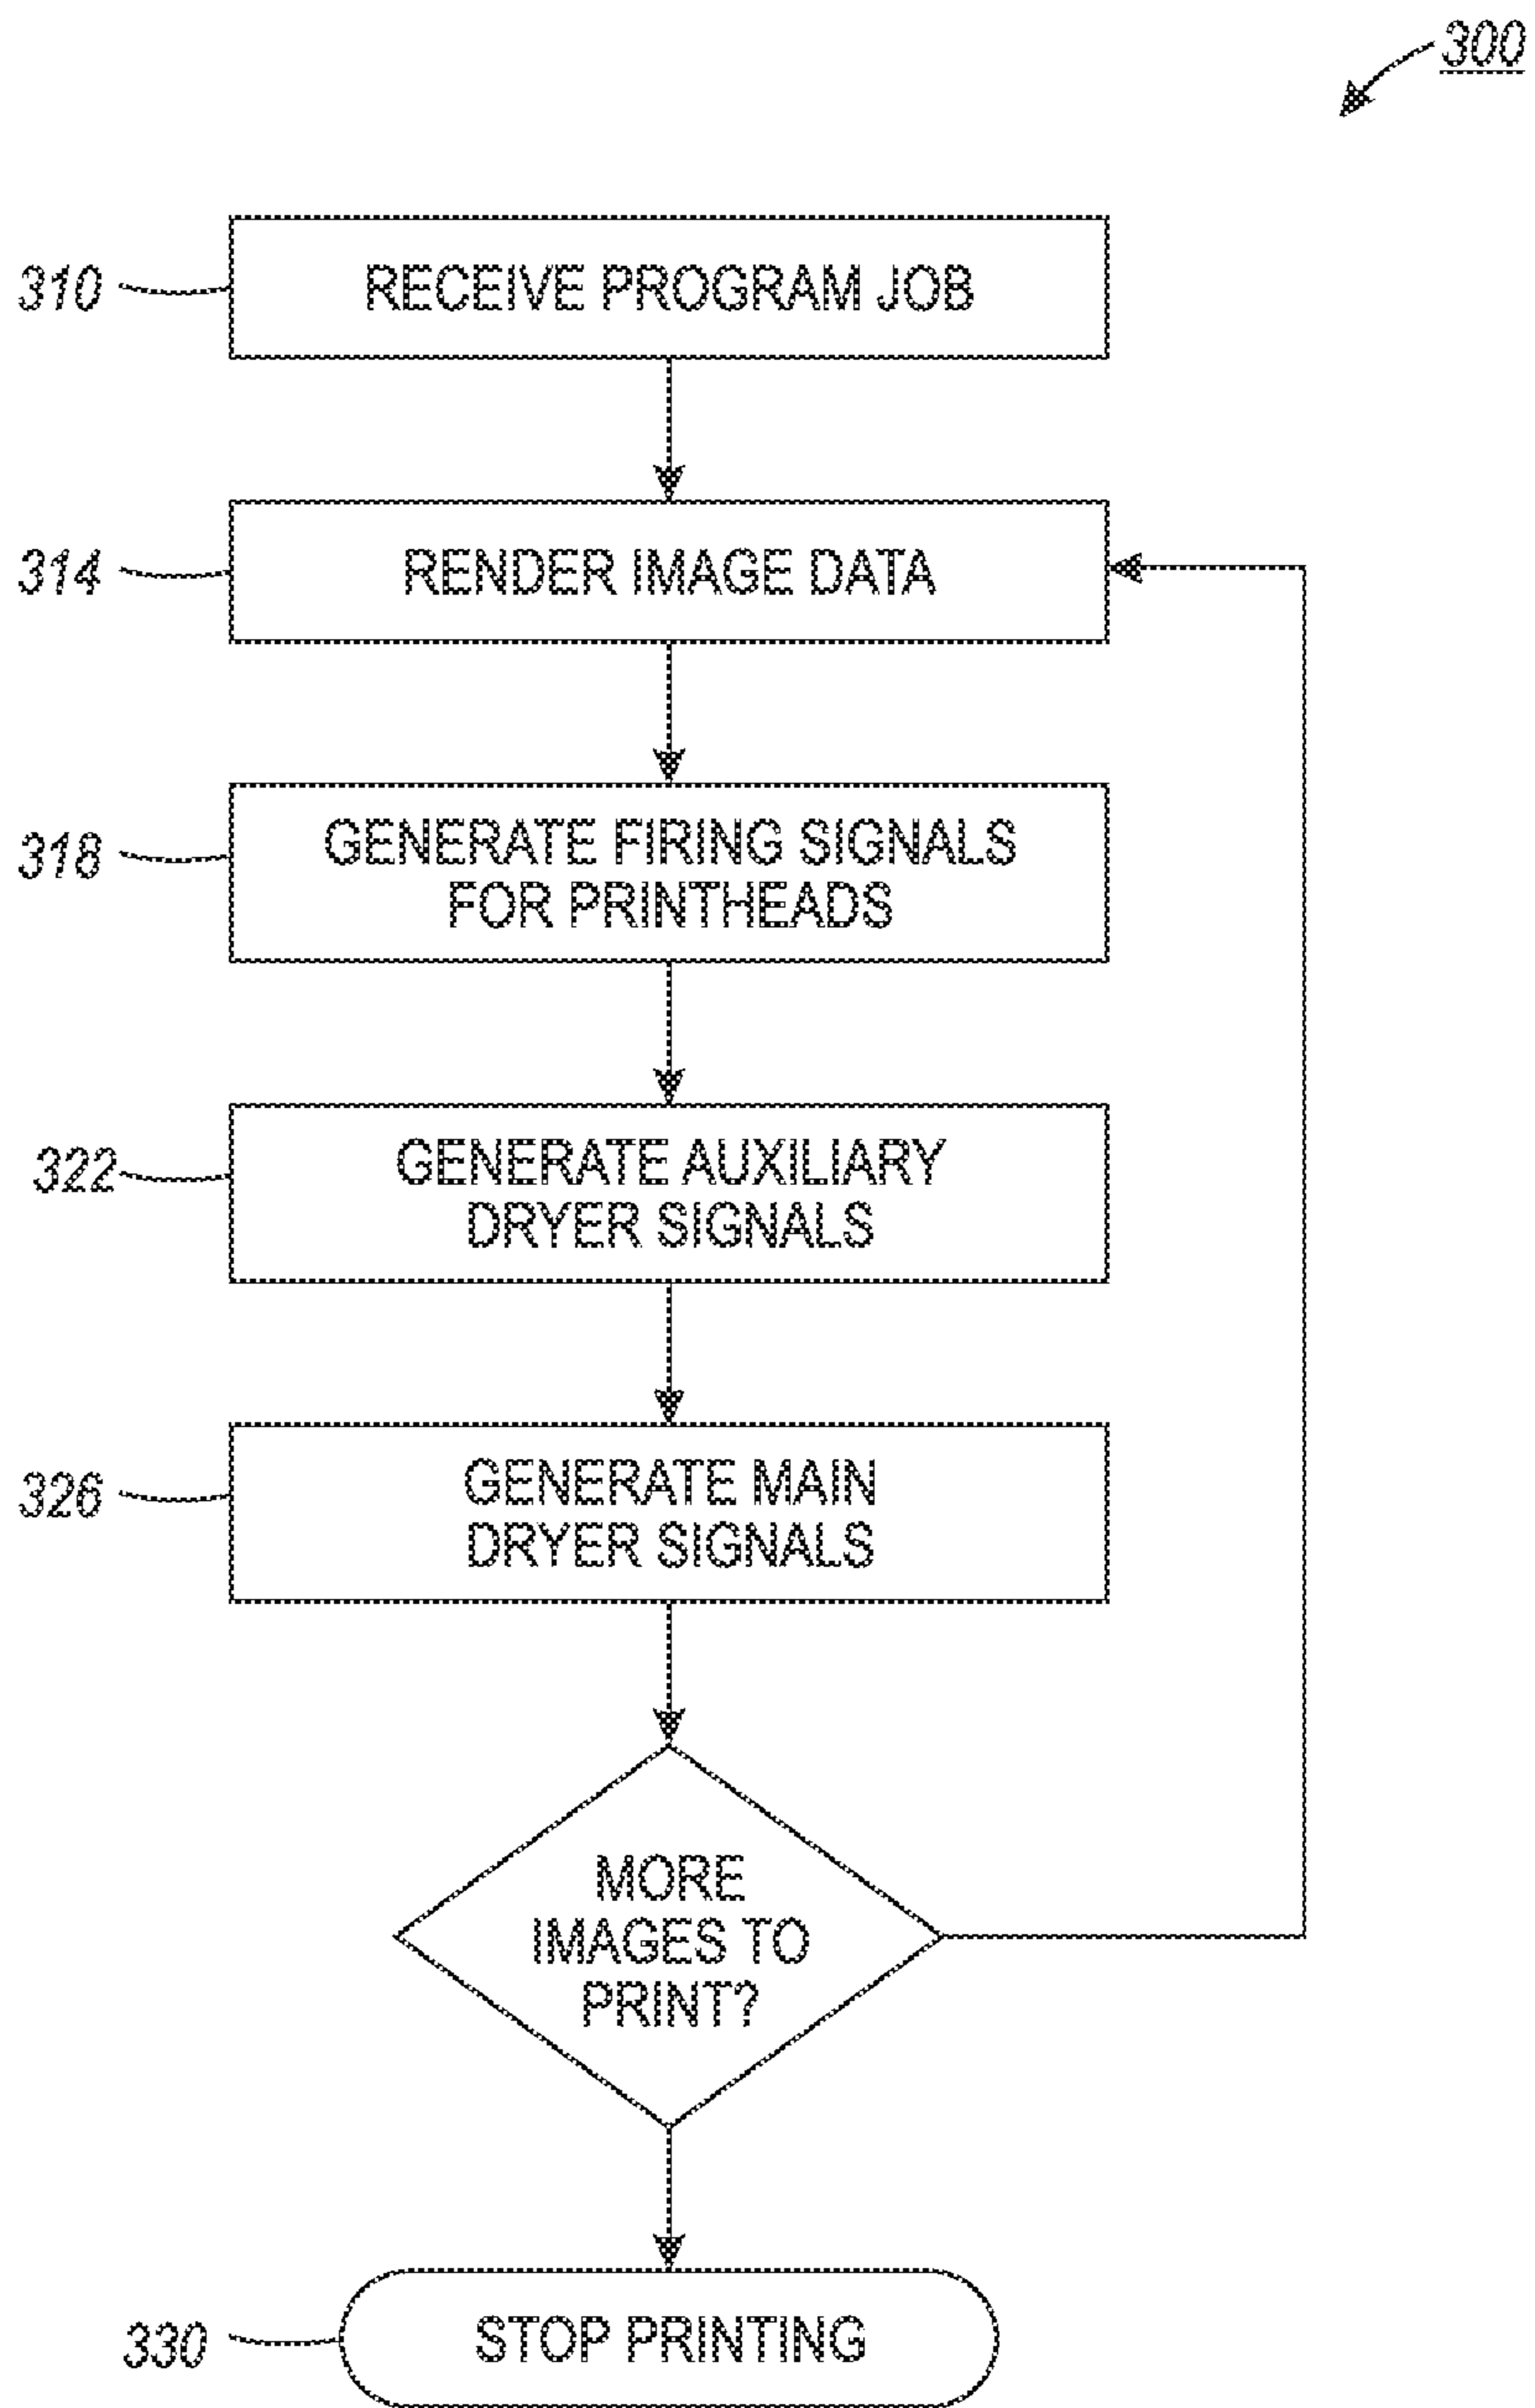 300
310
RECEIVE PROGRAM JOB
314
RENDER IMAGE DATA
318
GENERATE FIRING SIGNALS
FOR PRINTHEADS
322
GENERATE AUXILIARY
DRYER SIGNALS
326
GENERATE MAIN
DRYER SIGNALS
MORE
IMAGES TO
PRINT?
330
STOP PRINTING